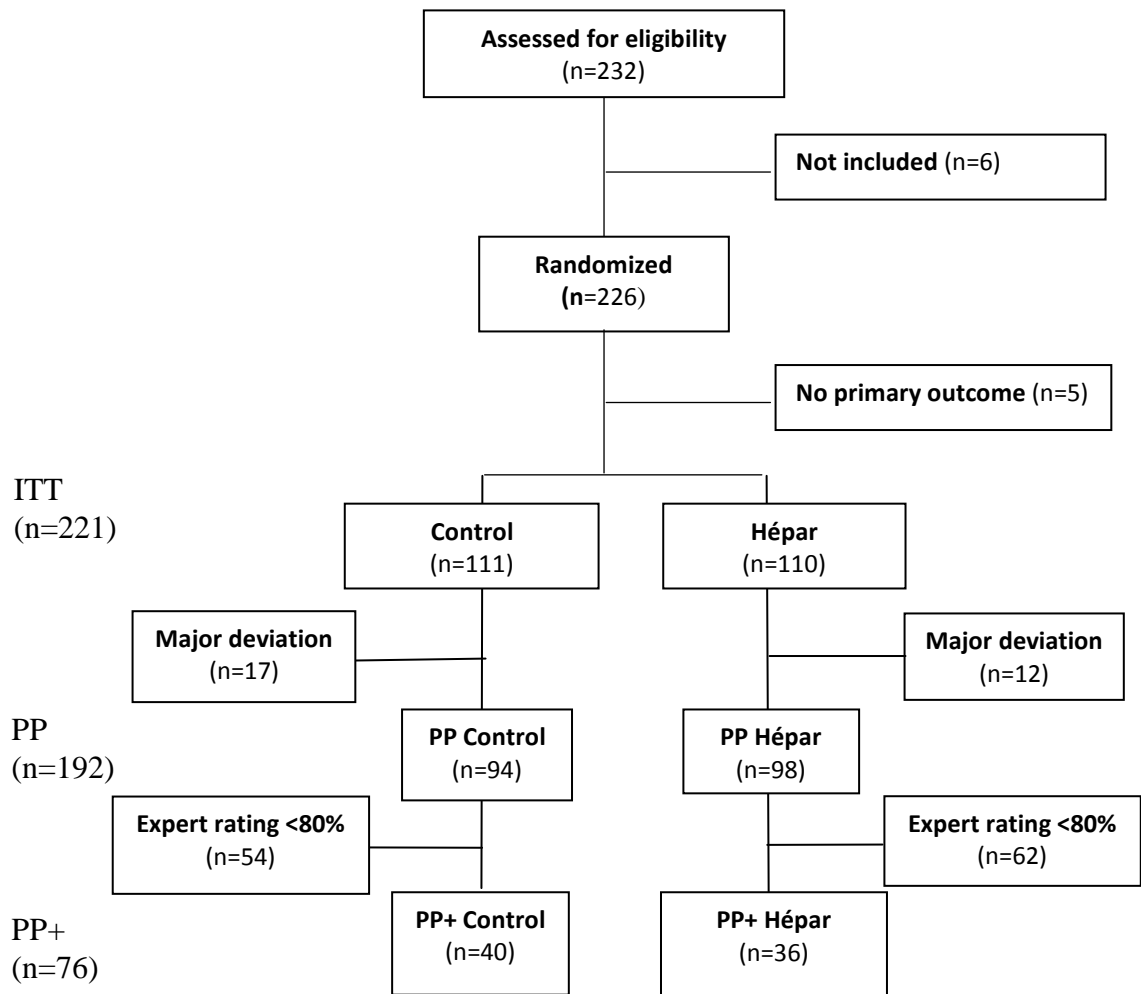 Assessed for eligibility
(n=232)
Not included (n=6)
Randomized
(n=226)
No primary outcome (n=5)
ITT
(n=221)
Control
(n=111)
Hépar
(n=110)
Major deviation
(n=17)
Major deviation
(n=12)
PP
(n=192)
PP Control
(n=94)
PP Hépar
(n=98)
Expert rating <80%
(n=54)
Expert rating <80%
(n=62)
PP+
(n=76)
PP+ Control
(n=40)
PP+ Hépar
(n=36)